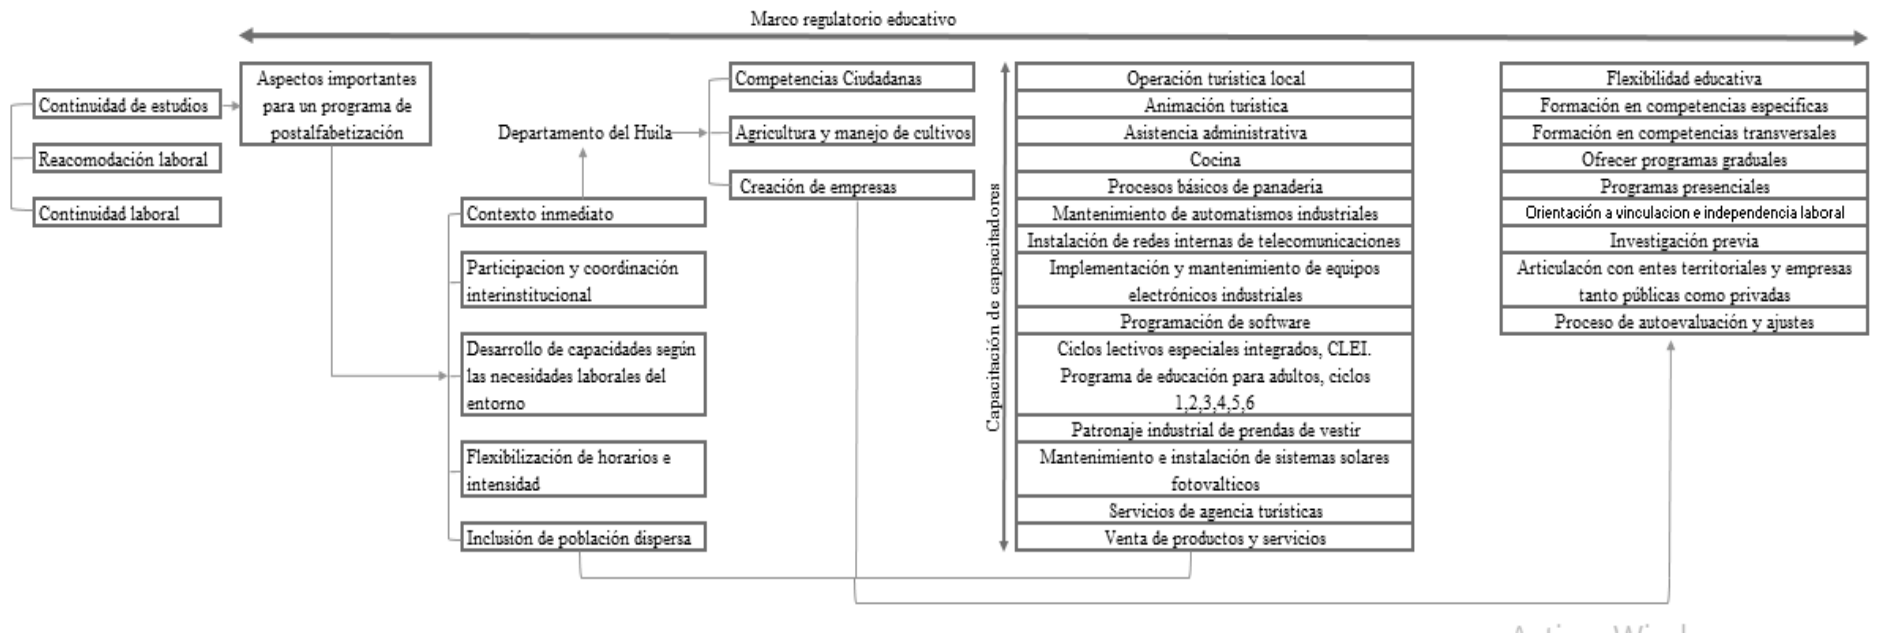 Marco regulatorio educativo
Continuidad de estudios
Reacomodación laboral
Continuidad laboral
Aspectos importantes
para un programa de
postalfabetización
Contexto inmediato
Participacion y coordinación
interinstitucional
Desarrollo de capacidades según
las necesidades laborales del
entorno
Flexibilización de horarios e
intensidad
Inclusión de población dispersa
Departamento del Huila
Competencias Ciudadanas
Agricultura y manejo de cultivos
Creación de empresas
Capacitación de capacitadores
Operación turística local
Animación turística
Asistencia administrativa
Cocina
Procesos básicos de panadería
Mantenimiento de automatismos industriales
Instalación de redes internas de telecomunicaciones
Implementación y mantenimiento de equipos
electrónicos industriales
Programación de software
Ciclos lectivos especiales integrados, CLEI.
Programa de educación para adultos, ciclos
1,2,3,4,5,6
Patronaje industrial de prendas de vestir
Mantenimiento e instalación de sistemas solares
fotovalticos
Servicios de agencia turisticas
Venta de productos y servicios
Flexibilidad educativa
Formación en competencias específicas
Formación en competencias transversales
Ofrecer programas graduales
Programas presenciales
Orientación a vinculacion e independencia laboral
Investigación previa
Articulacón con entes territoriales y empresas
tanto públicas como privadas
Proceso de autoevaluación y ajustes